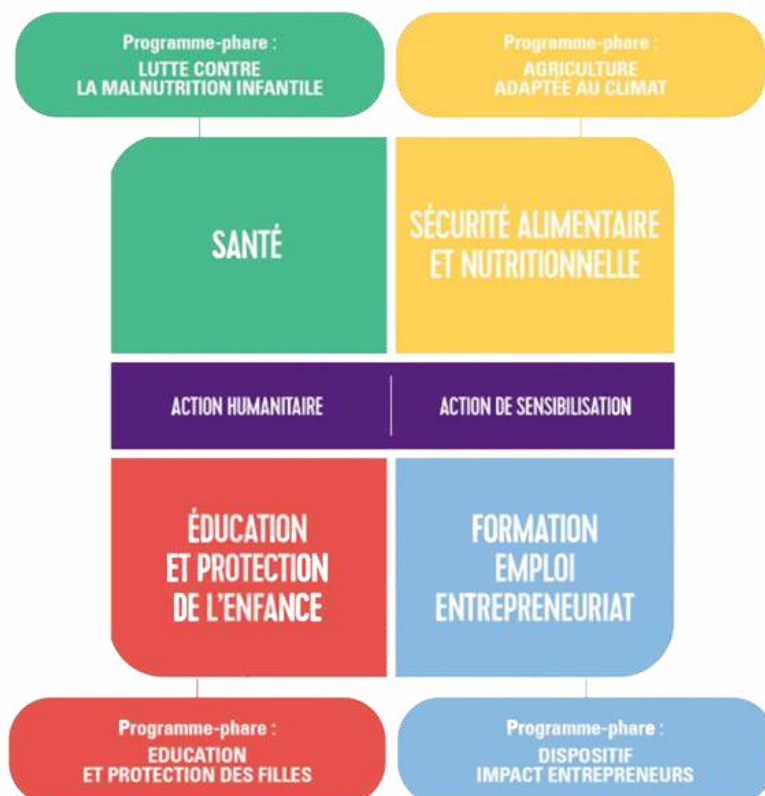 Programme-phare :
LUTTE CONTRE
LA MALNUTRITION INFANTILE
Programme-phare :
AGRICULTURE
ADAPTÉE AU CLIMAT
SANTÉ
SÉCURITÉ ALIMENTAIRE
ET NUTRITIONNELLE
ACTION HUMANITAIRE
ACTION DE SENSIBILISATION
ÉDUCATION
ET PROTECTION
DE L'ENFANCE
FORMATION
EMPLOI
ENTREPRENEURIAT
Programme-phare :
EDUCATION
ET PROTECTION DES FILLES
Programme-phare :
DISPOSITIF
IMPACT ENTREPRENEURS